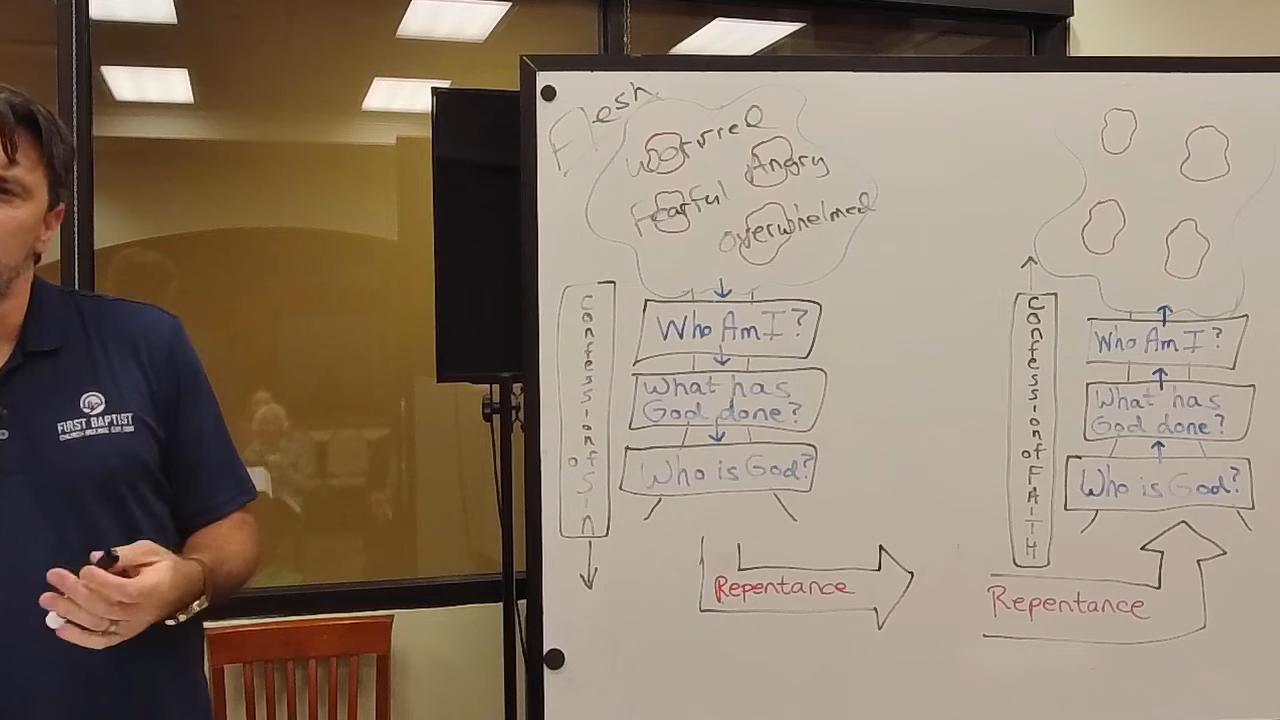 Flesh
Worrred
Angry
Fearful
Overwhelmed
Confession of Sin
Who Am I?
What has
God done?
Who is God?
Repentance
Confession of FAITH
Who Am I?
What has
God done?
Who is God?
Repentance
FIRST BAPTIST